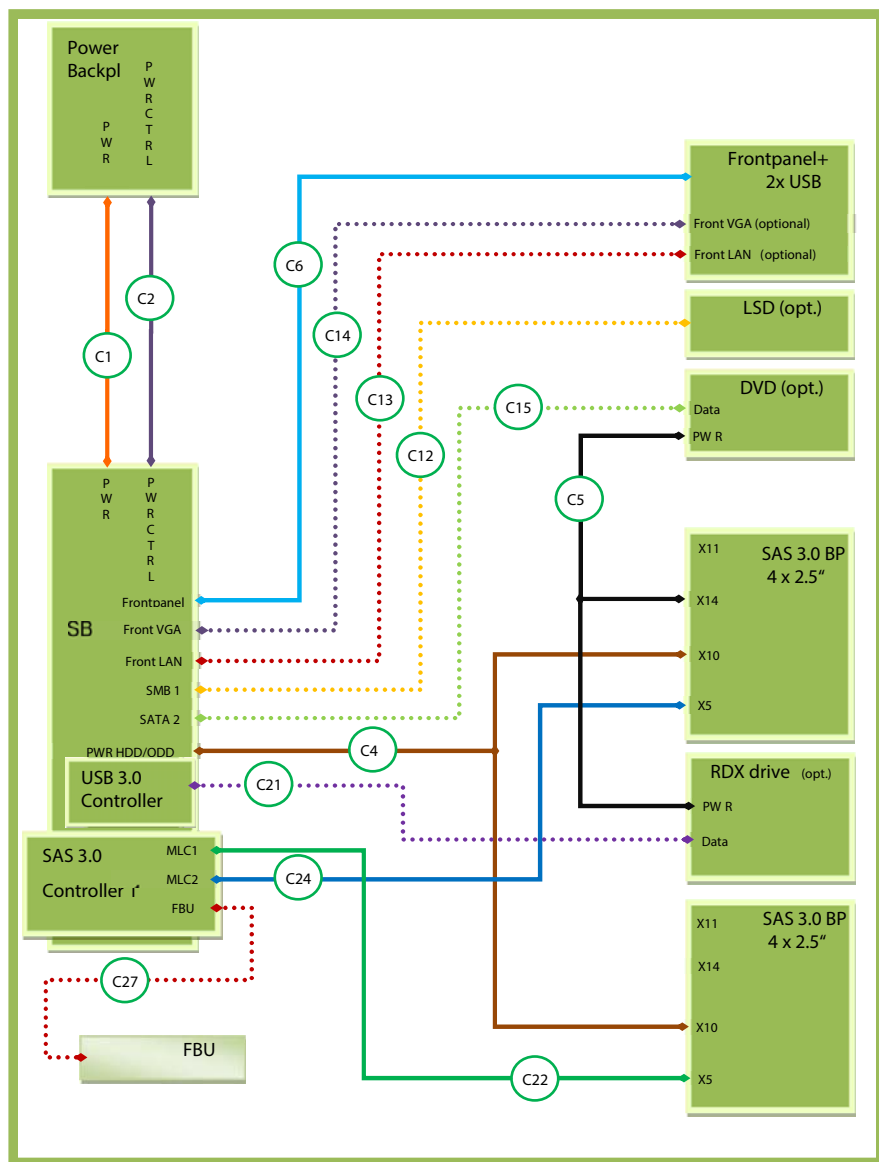 Power
Backpl
PWR
PWRCTRL
C1
C2
C6
C14
C13
C12
C15
C5
Frontpanel+
2x USB
Front VGA (optional)
Front LAN (optional)
LSD (opt.)
DVD (opt.)
Data
PW R
SAS 3.0 BP
4 x 2.5“
X11
X14
X10
X5
PWR
PWRCTRL
SB
Frontpanel
Front VGA
Front LAN
SMB 1
SATA 2
PWR HDD/ODD
C4
USB 3.0
Controller
C21
RDX drive (opt.)
PW R
Data
SAS 3.0
Controller
MLC1
MLC2
FBU
C24
C27
FBU
C22
SAS 3.0 BP
4 x 2.5“
X11
X14
X10
X5